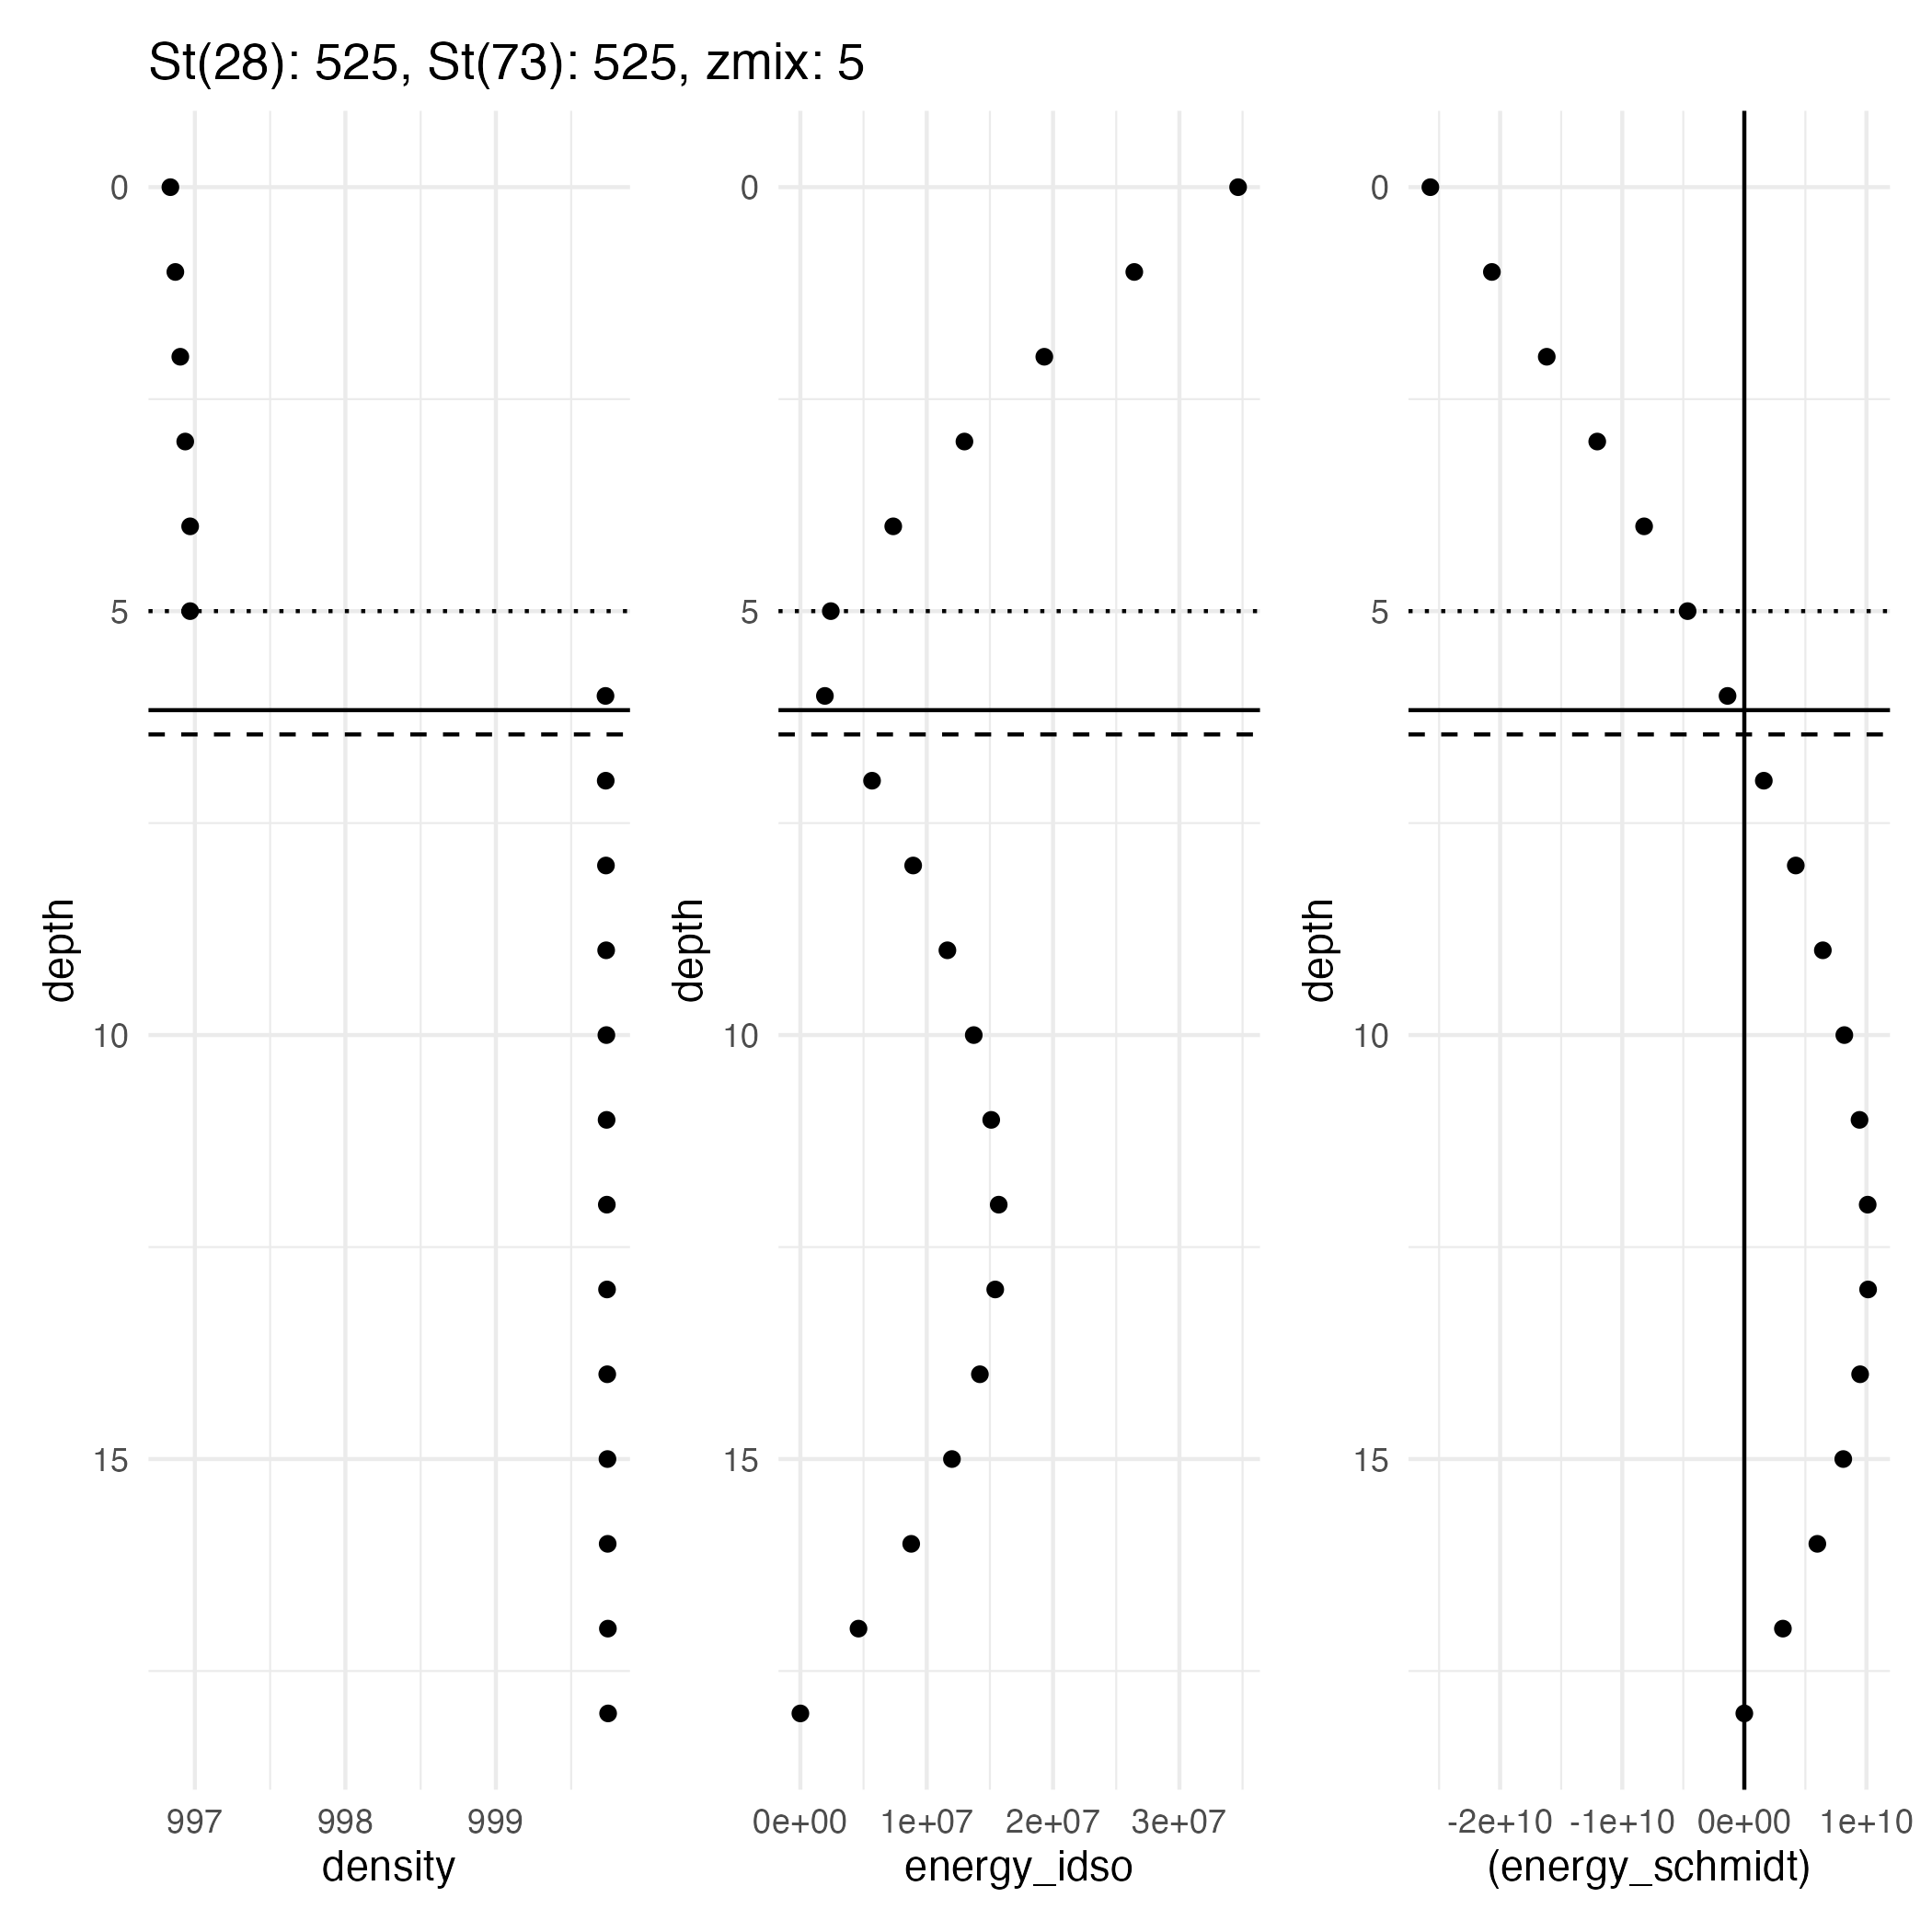 St(28): 525, St(73): 525, zmix: 5
0
5
10
15
depth
997 998 999
density
0
5
10
15
depth
0e+00 1e+07 2e+07 3e+07
energy_idso
0
5
10
15
depth
-2e+10 -1e+10 0e+00 1e+10
(energy_schmidt)